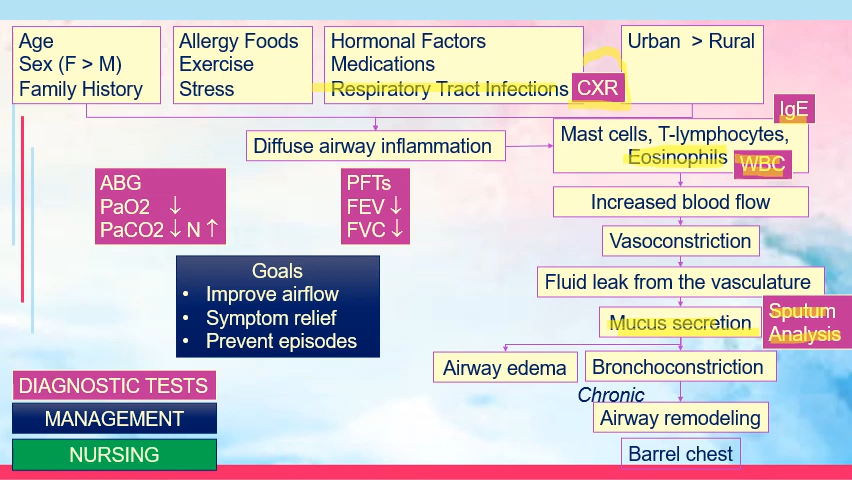 Age
Sex (F > M)
Family History
Allergy Foods
Exercise
Stress
Hormonal Factors
Medications
Respiratory Tract Infections
CXR
Urban > Rural
IgE
Diffuse airway inflammation
Mast cells, T-lymphocytes,
Eosinophils
WBC
ABG
PaO2 ↓
PaCO2 ↓ N ↑
PFTs
FEV ↓
FVC ↓
Increased blood flow
Vasoconstriction
Goals
• Improve airflow
• Symptom relief
• Prevent episodes
Fluid leak from the vasculature
Mucus secretion
Sputum
Analysis
Airway edema
Bronchoconstriction
Chronic
Airway remodeling
Barrel chest
DIAGNOSTIC TESTS
MANAGEMENT
NURSING